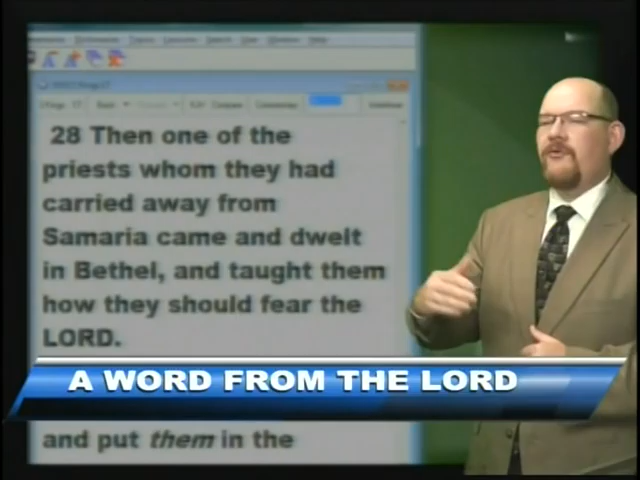 28 Then one of the
priests whom they had
carried away from
Samaria came and dwelt
in Bethel, and taught them
how they should fear the
LORD.
A WORD FROM THE LORD
and put them in the